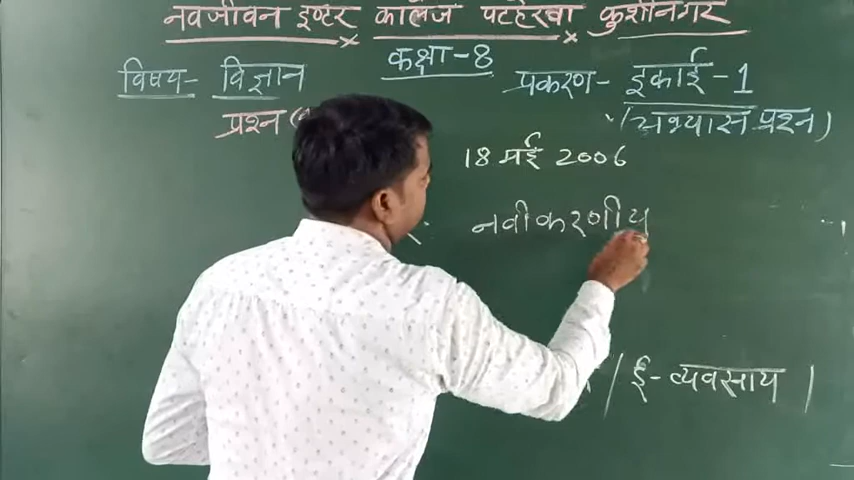 नवजीवन इण्टर कालेज पटहेरवा कुशीनगर
कक्षा-8
विषय- विज्ञान
प्रकरण- इकाई-1
(अभ्यास प्रश्न)
प्रश्न
18 मई 2006
नवीकरणीय
ई-व्यवसाय